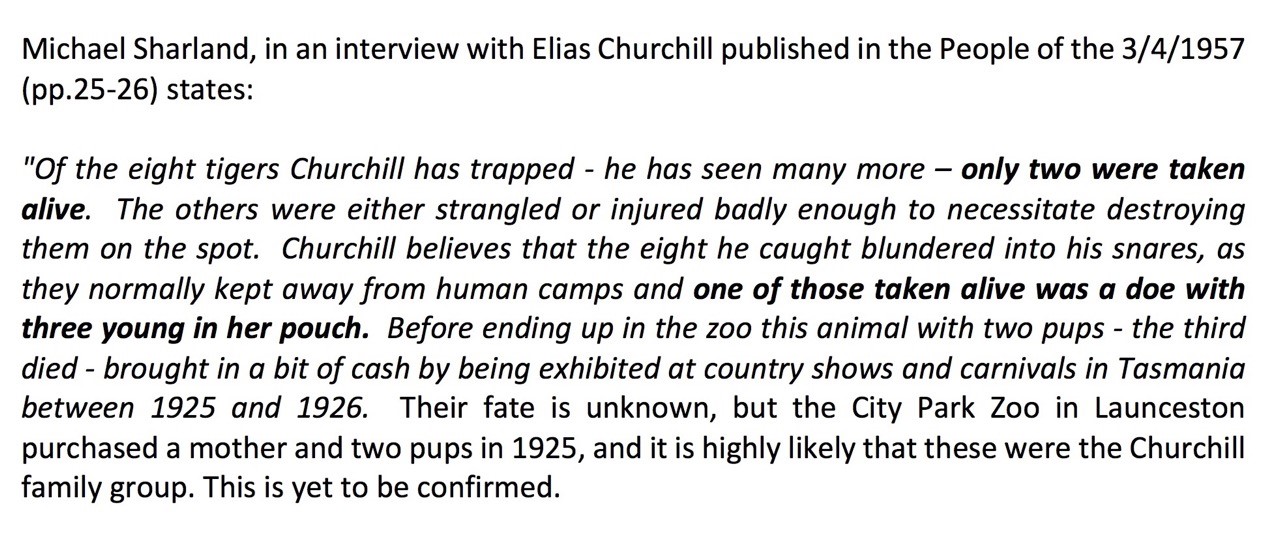 Michael Sharland, in an interview with Elias Churchill published in the People of the 3/4/1957
(pp.25-26) states:
"Of the eight tigers Churchill has trapped - he has seen many more – only two were taken
alive.  The others were either strangled or injured badly enough to necessitate destroying
them on the spot.  Churchill believes that the eight he caught blundered into his snares, as
they normally kept away from human camps and one of those taken alive was a doe with
three young in her pouch.  Before ending up in the zoo this animal with two pups - the third
died - brought in a bit of cash by being exhibited at country shows and carnivals in Tasmania
between 1925 and 1926.  Their fate is unknown, but the City Park Zoo in Launceston
purchased a mother and two pups in 1925, and it is highly likely that these were the Churchill
family group. This is yet to be confirmed.